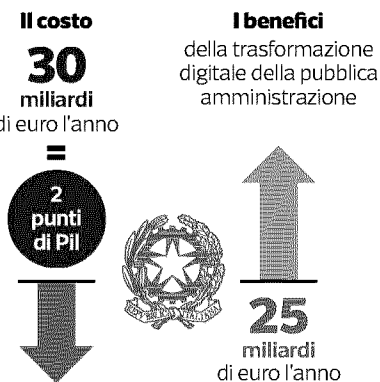 Il costo
30
miliardi
di euro l'anno
=
2
punti
di Pil
I benefici
della trasformazione
digitale della pubblica
amministrazione
25
miliardi
di euro l'anno